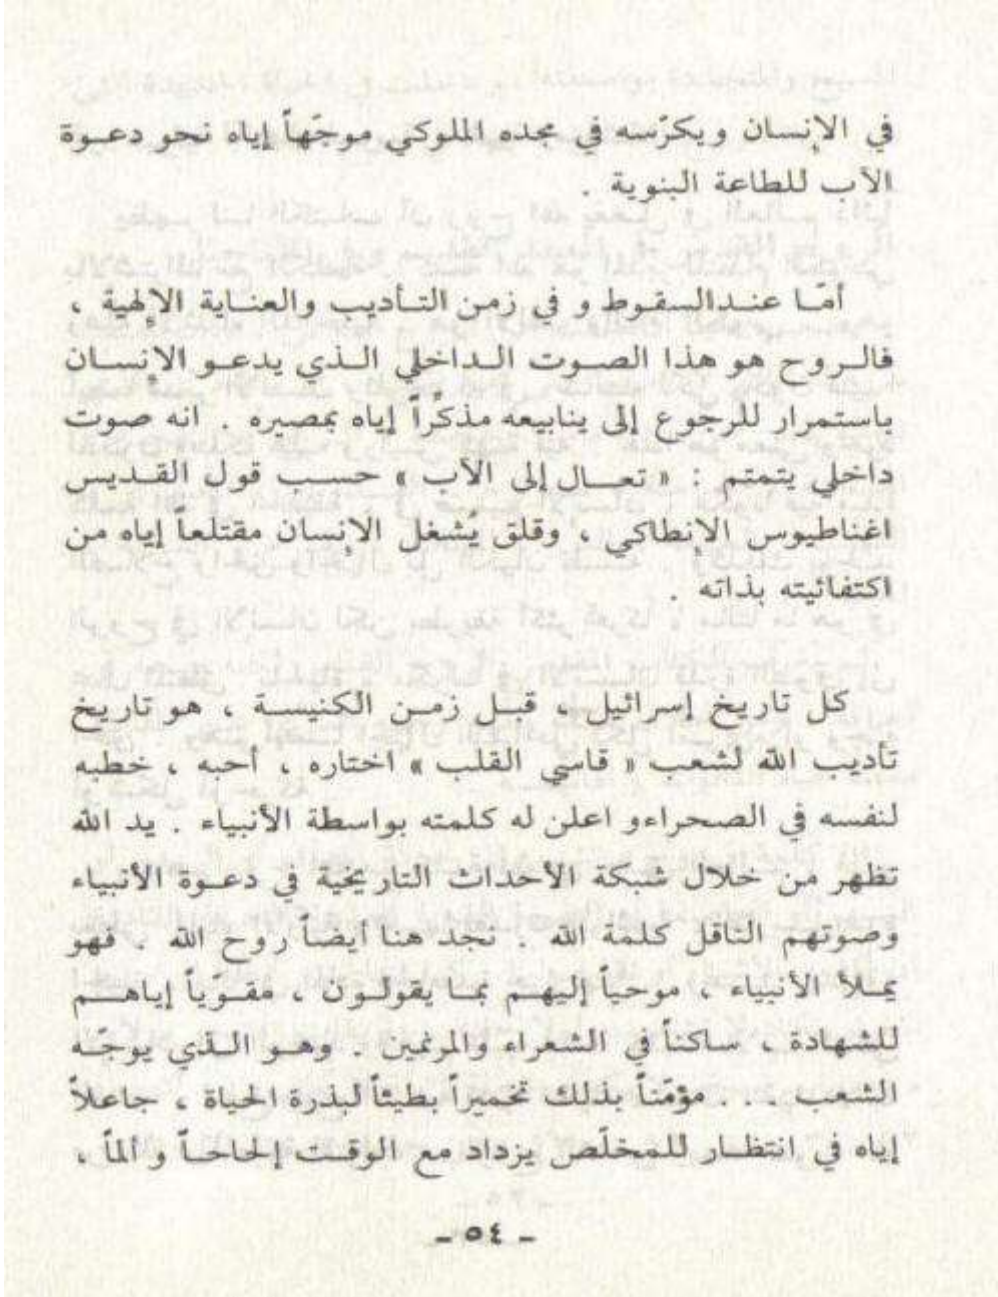 في الإنسان ويكرّسه في مجده الملوكي موجّهاً إياه نحو دعوة
الآب للطاعة البنوية .
أمّا عند السقوط و في زمن التأديب والعناية الإلهية ،
فالروح هو هذا الصوت الداخلي الذي يدعو الإنسان
باستمرار للرجوع إلى ينابيعه مذكّراً إياه بمصيره . انه صوت
داخلي يتمتم : « تعال إلى الآب » حسب قول القديس
اغناطيوس الإنطاكي ، وقلق يُشغل الإنسان مقتلعاً إياه من
اكتفائيته بذاته .
كل تاريخ إسرائيل ، قبل زمن الكنيسة ، هو تاريخ
تأديب الله لشعب « قاسي القلب » اختاره ، أحبه ، خطبه
لنفسه في الصحراء و اعلن له كلمته بواسطة الأنبياء . يد الله
تظهر من خلال شبكة الأحداث التاريخية في دعوة الأنبياء
وصوتهم الناقل كلمة الله . نجد هنا أيضاً روح الله . فهو
يملأ الأنبياء ، موحياً إليهم بما يقولون ، مقوّياً إياهم
للشهادة ، ساكناً في الشعراء والمرنمين . وهو الذي يوجّه
الشعب . . . مؤمّناً بذلك تخميراً بطيئاً لبذرة الحياة ، جاعلاً
إياه في انتظار للمخلّص يزداد مع الوقت إلحاحاً و ألماً ،
- ٥٤ -